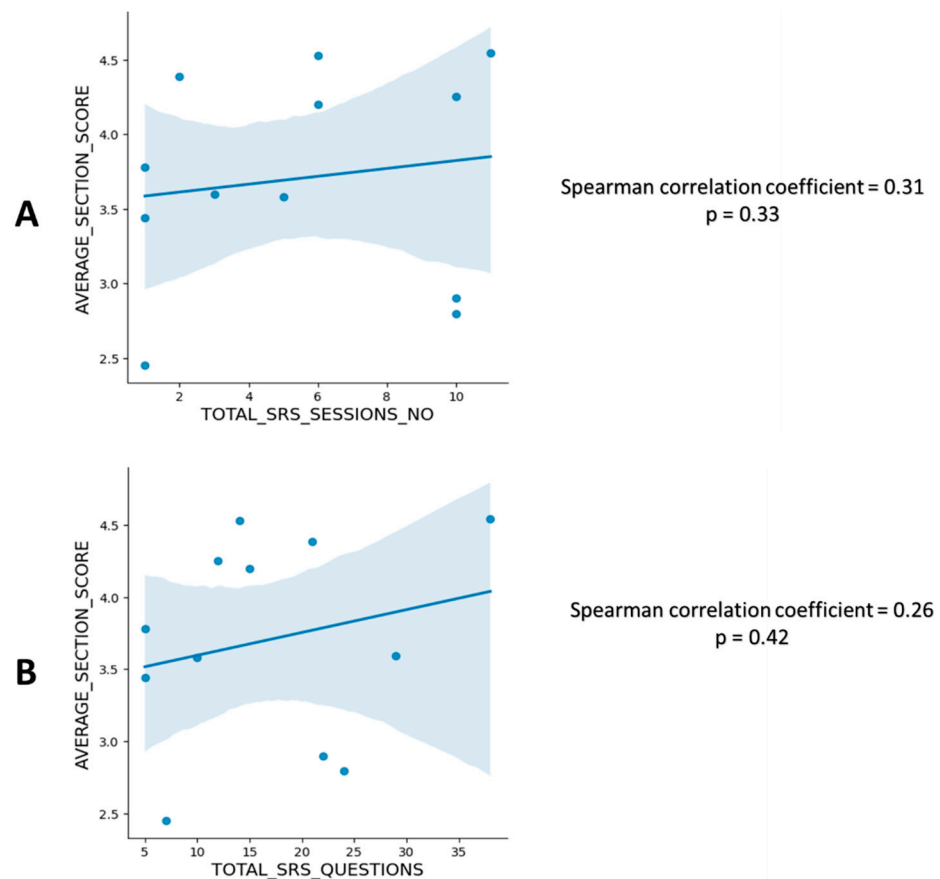 A
AVERAGE_SECTION_SCORE
4.5
4.0
3.5
3.0
2.5
2 4 6 8 10
TOTAL_SRS_SESSIONS_NO
Spearman correlation coefficient = 0.31
p = 0.33
B
AVERAGE_SECTION_SCORE
4.5
4.0
3.5
3.0
2.5
5 10 15 20 25 30 35
TOTAL_SRS_QUESTIONS
Spearman correlation coefficient = 0.26
p = 0.42